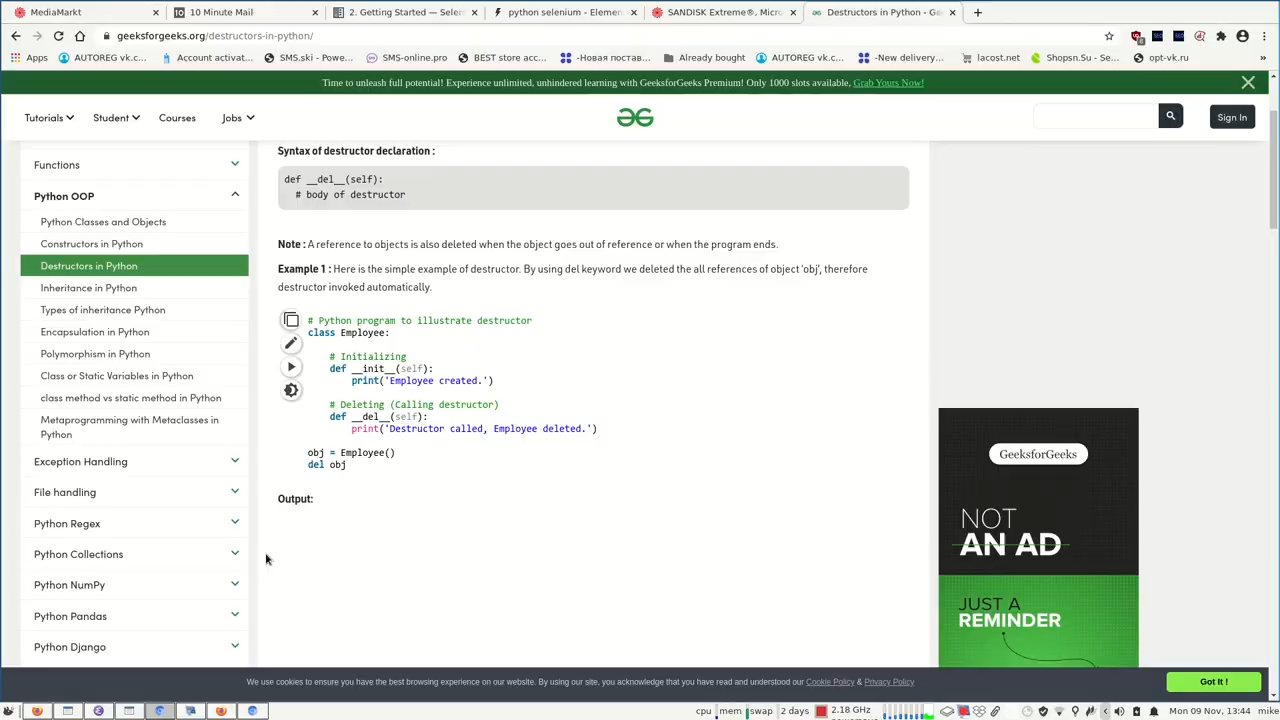 MediaMarkt
10 Minute Mail
2. Getting Started — Selen
python selenium - Elemen
SANDISK Extreme®, Micro
Destructors in Python - Ge
geeksforgeeks.org/destructors-in-python/
Apps
AUTOREG vk.c...
Account activat...
SMS.ski - Powe...
SMS-online.pro
BEST store acc...
-Новая постав...
Already bought
AUTOREG vk.c...
-New delivery...
lacost.net
Shopsn.Su - Se...
opt-vk.ru
Time to unleash full potential! Experience unlimited, unhindered learning with GeeksforGeeks Premium! Only 1000 slots available, Grab Yours Now!
Tutorials
Student
Courses
Jobs
Sign In
Functions
Python OOP
Python Classes and Objects
Constructors in Python
Destructors in Python
Inheritance in Python
Types of inheritance Python
Encapsulation in Python
Polymorphism in Python
Class or Static Variables in Python
class method vs static method in Python
Metaprogramming with Metaclasses in
Python
Exception Handling
File handling
Python Regex
Python Collections
Python NumPy
Python Pandas
Python Django
Syntax of destructor declaration :
def __del__(self):
# body of destructor
Note : A reference to objects is also deleted when the object goes out of reference or when the program ends.
Example 1 : Here is the simple example of destructor. By using del keyword we deleted the all references of object 'obj', therefore
destructor invoked automatically.
# Python program to illustrate destructor
class Employee:
# Initializing
def __init__(self):
print('Employee created.')
# Deleting (Calling destructor)
def __del__(self):
print('Destructor called, Employee deleted.')
obj = Employee()
del obj
Output:
GeeksforGeeks
NOT
AN AD
JUST A
REMINDER
We use cookies to ensure you have the best browsing experience on our website. By using our site, you acknowledge that you have read and understood our Cookie Policy & Privacy Policy
Got It !
cpu
mem
swap
2 days
2.18 GHz
Mon 09 Nov, 13:44
mike